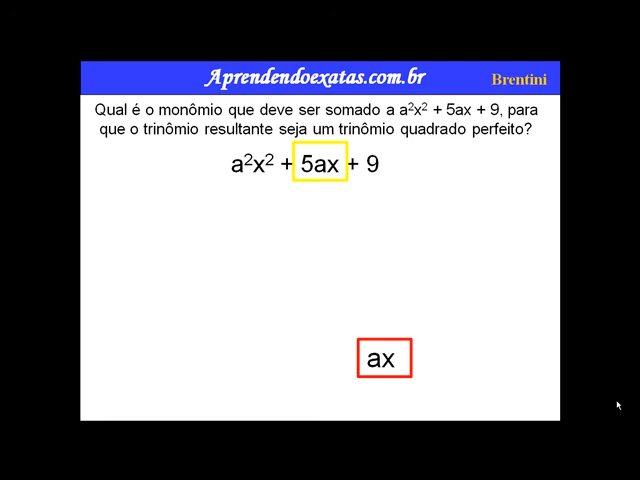 Aprendendoexatas.com.br
Brentini
Qual é o monômio que deve ser somado a a²x² + 5ax + 9, para
que o trinômio resultante seja um trinômio quadrado perfeito?
a²x² + 5ax + 9
ax